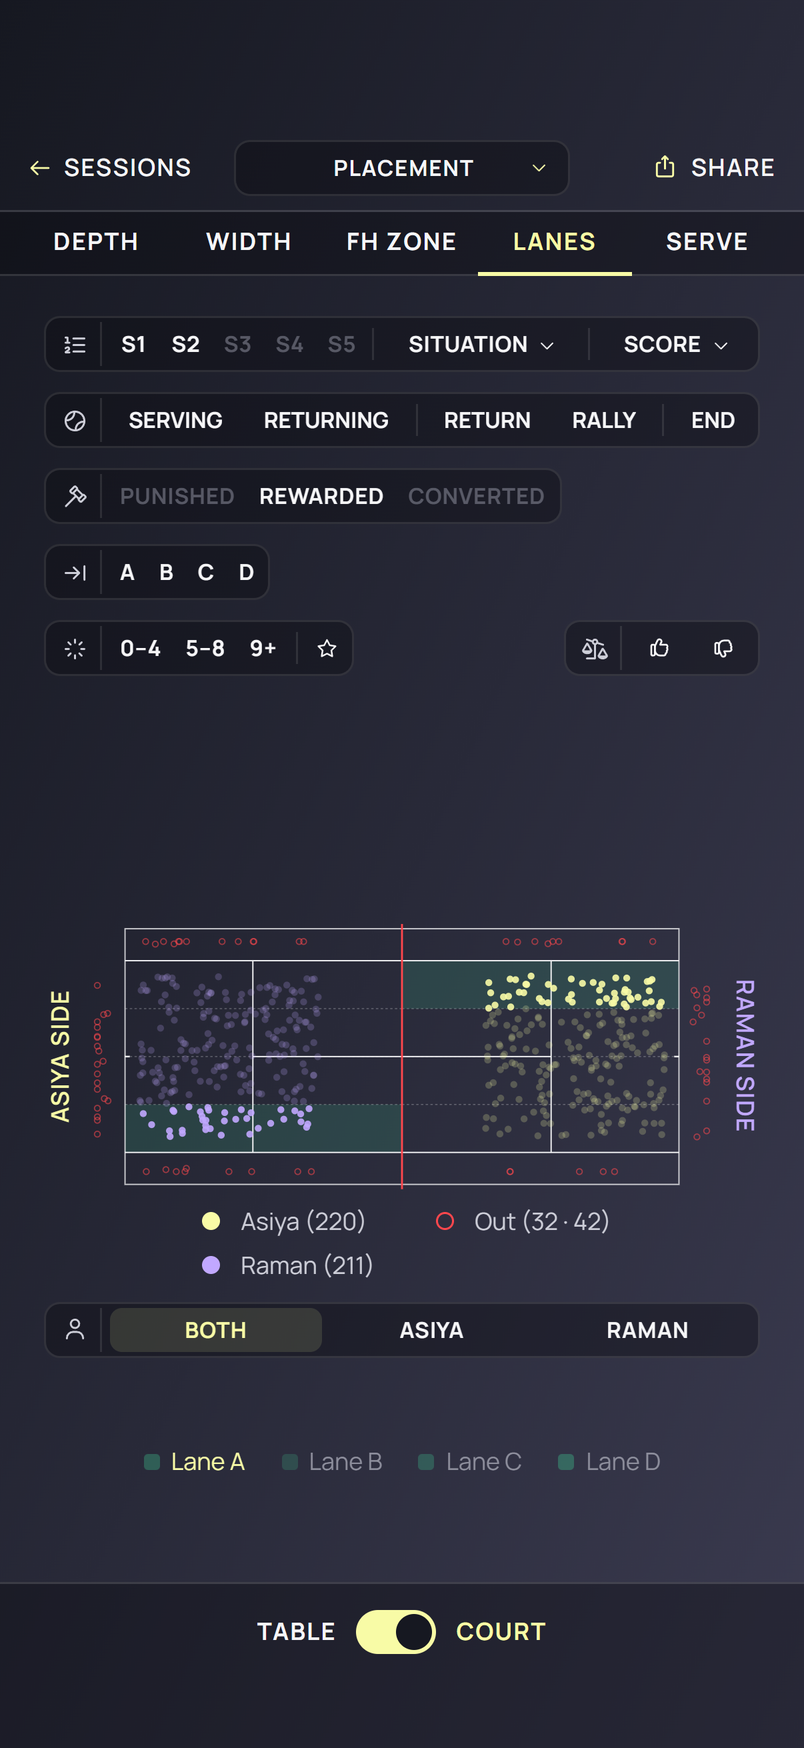 ← SESSIONS PLACEMENT SHARE
DEPTH WIDTH FH ZONE LANES SERVE
S1 S2 S3 S4 S5 SITUATION SCORE
SERVING RETURNING RETURN RALLY END
PUNISHED REWARDED CONVERTED
A B C D
0–4 5–8 9+
ASIYA SIDE
RAMAN SIDE
Asiya (220) Out (32 · 42)
Raman (211)
BOTH ASIYA RAMAN
Lane A Lane B Lane C Lane D
TABLE COURT